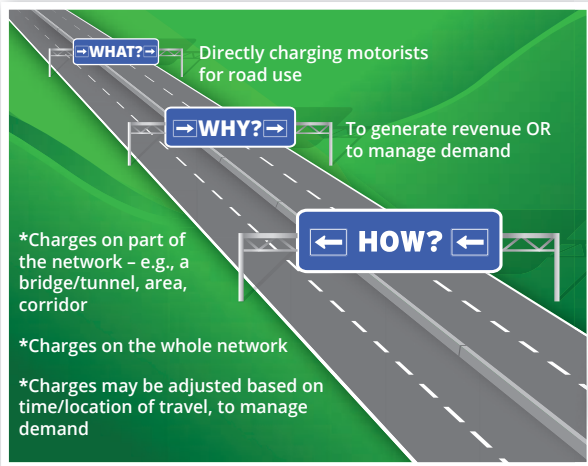 →WHAT?→
Directly charging motorists
for road use
→WHY?→
To generate revenue OR
to manage demand
← HOW? ←
*Charges on part of
the network – e.g., a
bridge/tunnel, area,
corridor
*Charges on the whole network
*Charges may be adjusted based on
time/location of travel, to manage
demand